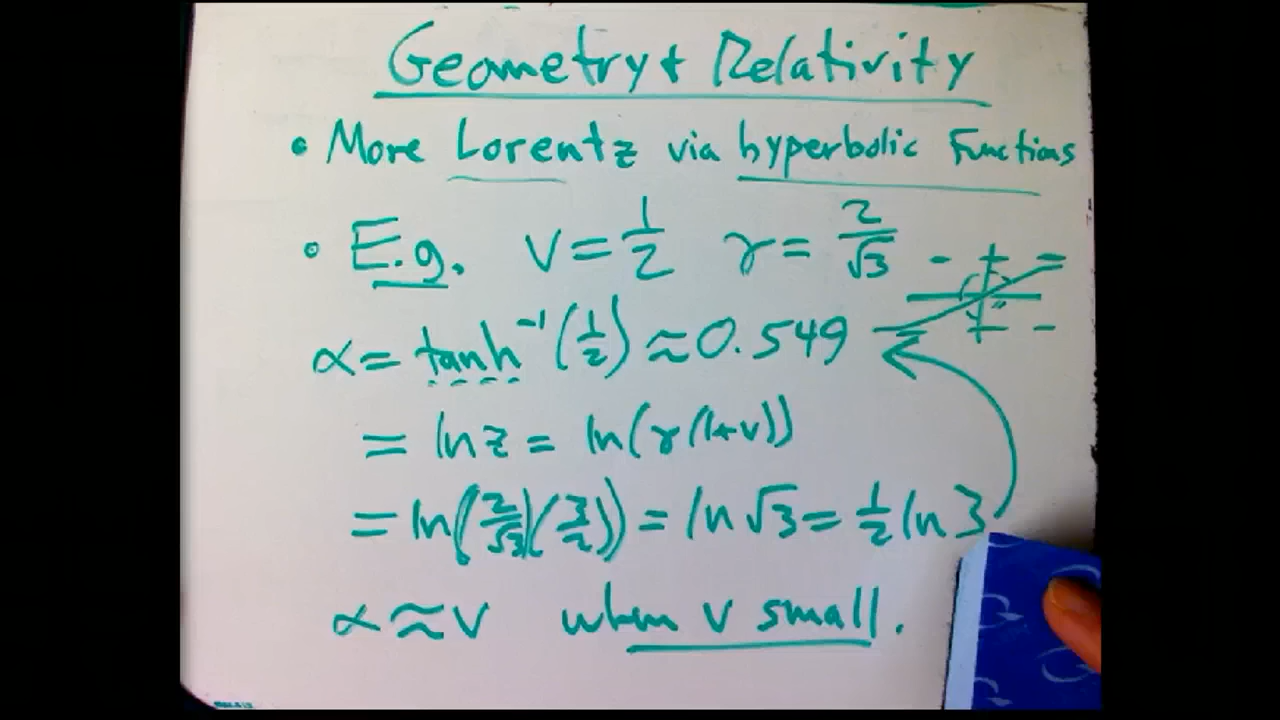 Geometry + Relativity
• More Lorentz via hyperbolic Functions
• E.g. v = 1/2 γ = 2/√3
α = tanh⁻¹(1/2) ≈ 0.549
= ln z = ln(γ(1+v))
= ln((2/√3)(3/2)) = ln √3 = 1/2 ln 3
α ≈ v when v small.